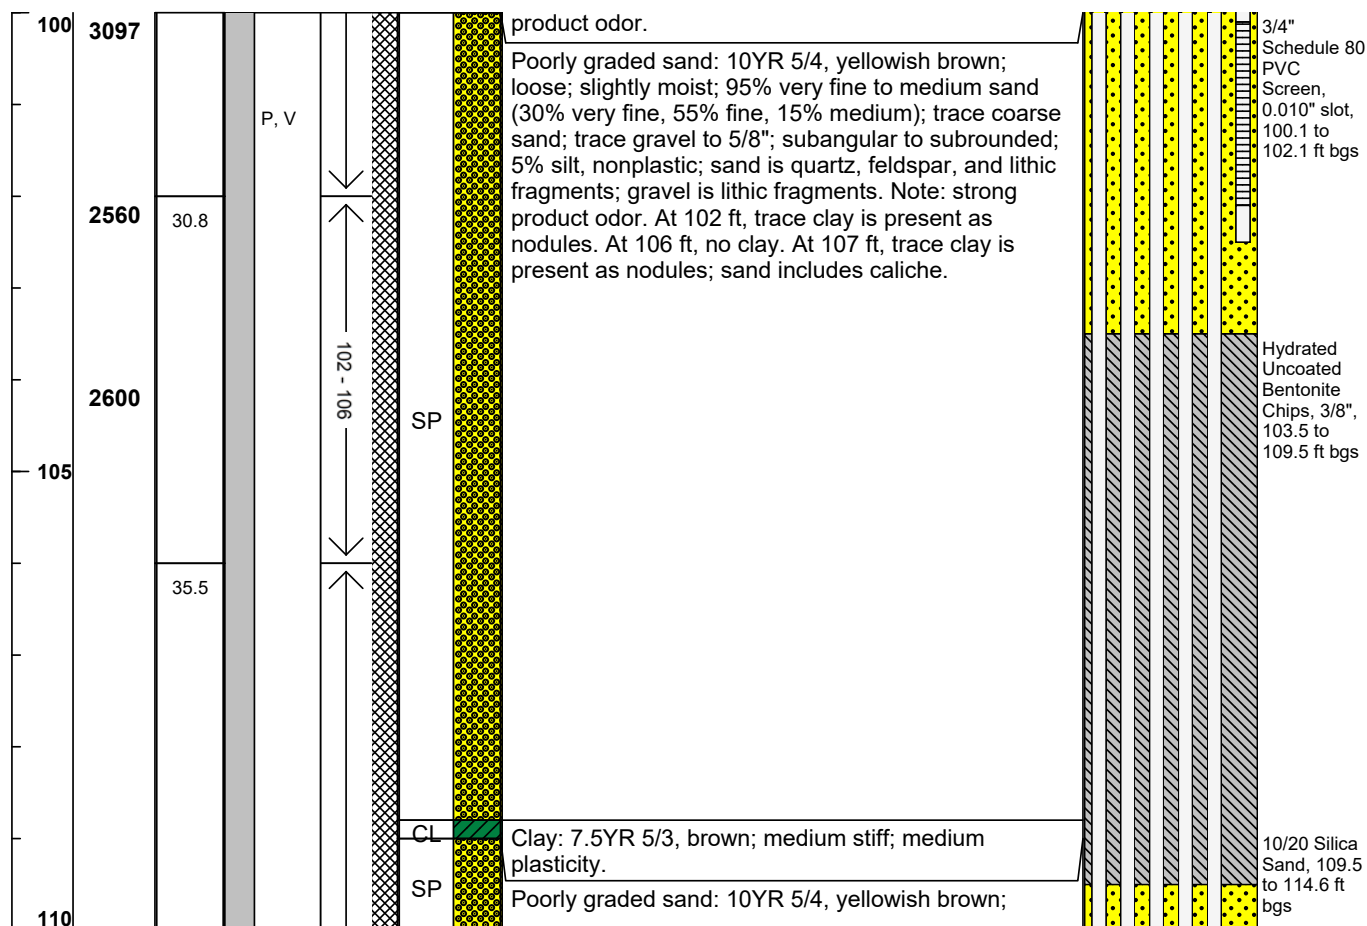 100
3097
P, V
2560
30.8
102 - 106
2600
105
35.5
110
SP
CL
SP
product odor.
Poorly graded sand: 10YR 5/4, yellowish brown;
loose; slightly moist; 95% very fine to medium sand
(30% very fine, 55% fine, 15% medium); trace coarse
sand; trace gravel to 5/8"; subangular to subrounded;
5% silt, nonplastic; sand is quartz, feldspar, and lithic
fragments; gravel is lithic fragments. Note: strong
product odor. At 102 ft, trace clay is present as
nodules. At 106 ft, no clay. At 107 ft, trace clay is
present as nodules; sand includes caliche.
Clay: 7.5YR 5/3, brown; medium stiff; medium
plasticity.
Poorly graded sand: 10YR 5/4, yellowish brown;
3/4"
Schedule 80
PVC
Screen,
0.010" slot,
100.1 to
102.1 ft bgs
Hydrated
Uncoated
Bentonite
Chips, 3/8",
103.5 to
109.5 ft bgs
10/20 Silica
Sand, 109.5
to 114.6 ft
bgs